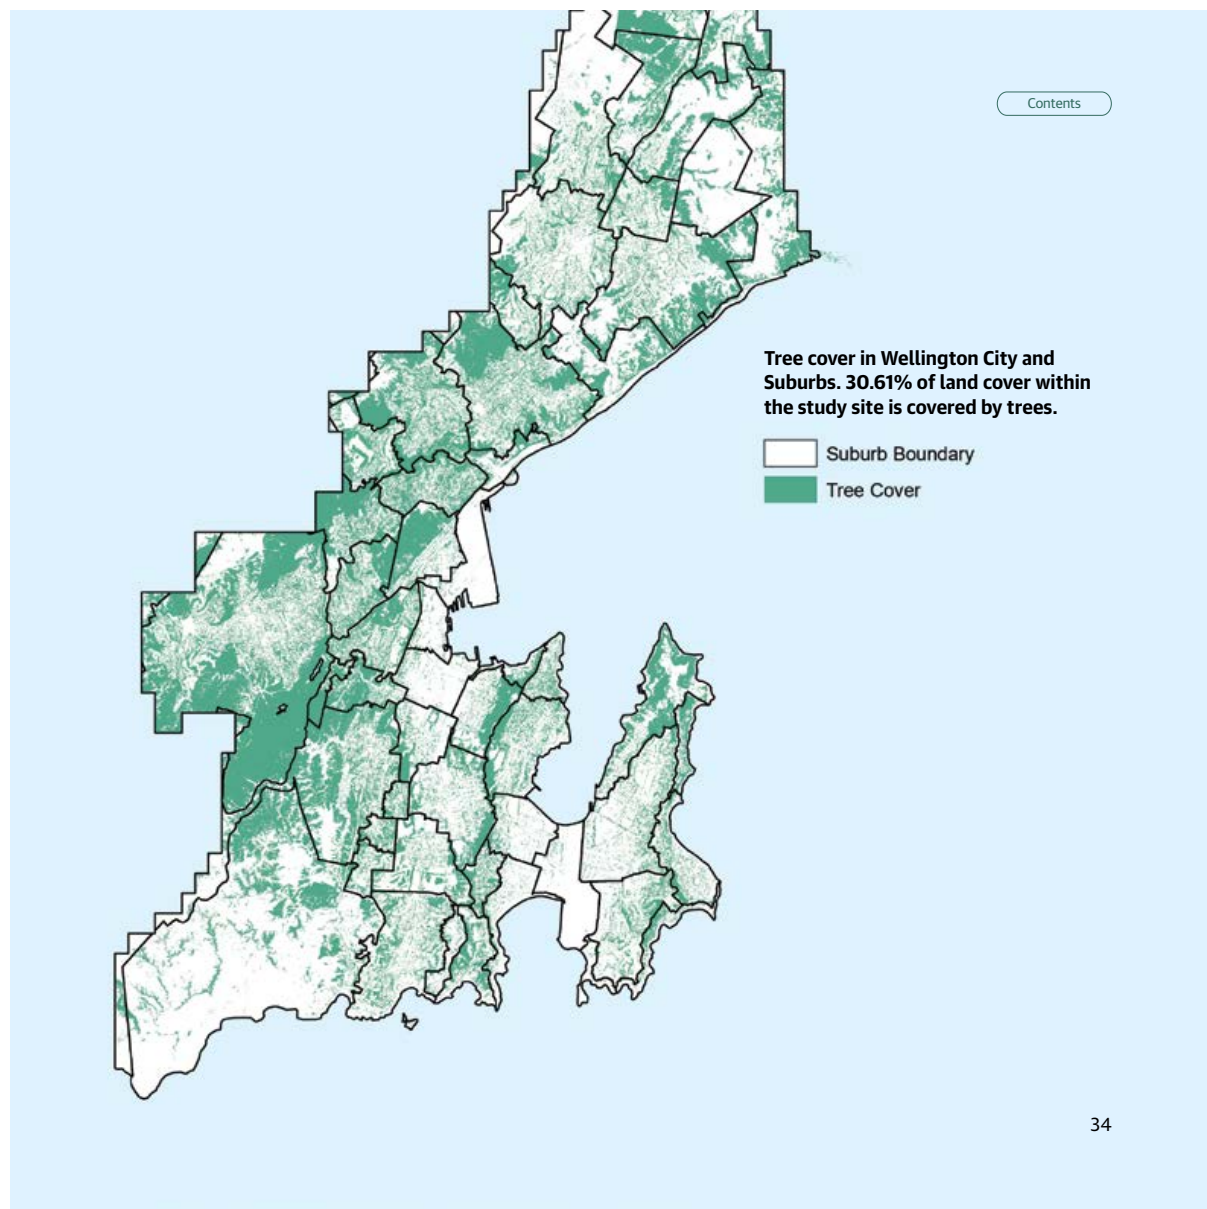 Contents
Tree cover in Wellington City and
Suburbs. 30.61% of land cover within
the study site is covered by trees.
Suburb Boundary
Tree Cover
34